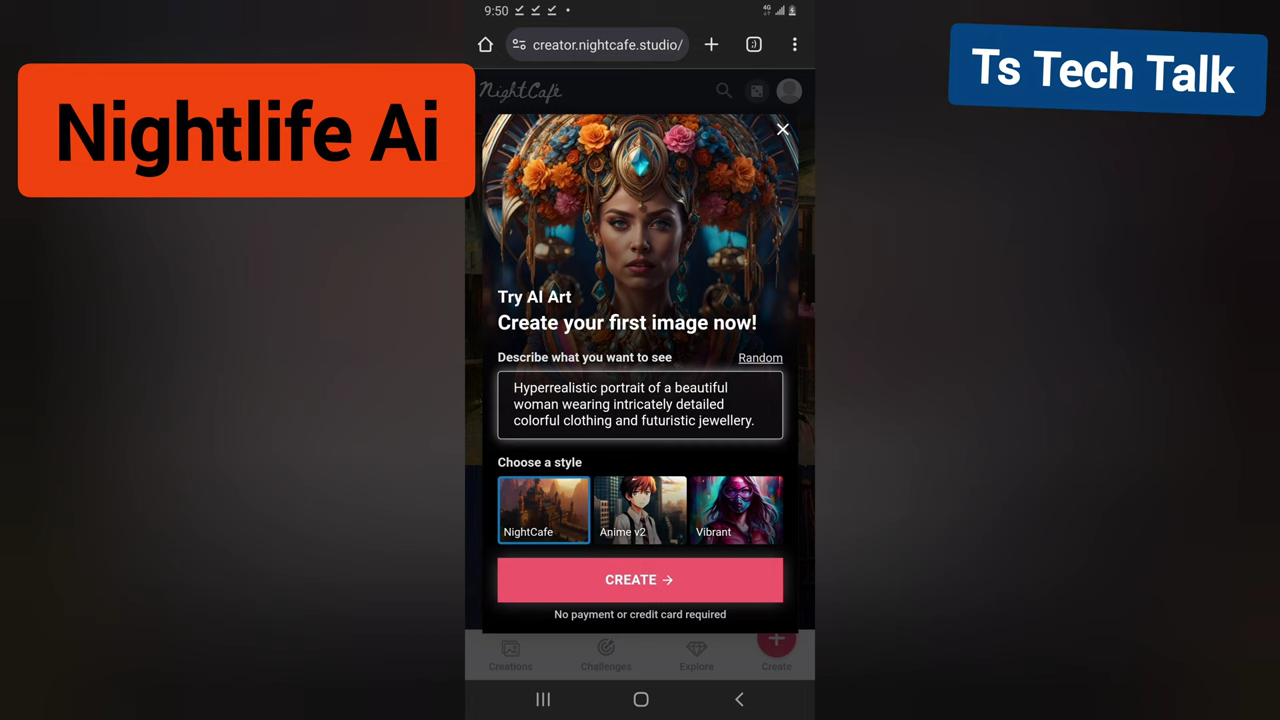 9:50
4G
creator.nightcafe.studio/
:)
Nightlife Ai
Ts Tech Talk
NightCafe
Try AI Art
Create your first image now!
Describe what you want to see
Random
Hyperrealistic portrait of a beautiful
woman wearing intricately detailed
colorful clothing and futuristic jewellery.
Choose a style
NightCafe
Anime v2
Vibrant
CREATE →
No payment or credit card required
Creations
Challenges
Explore
Create